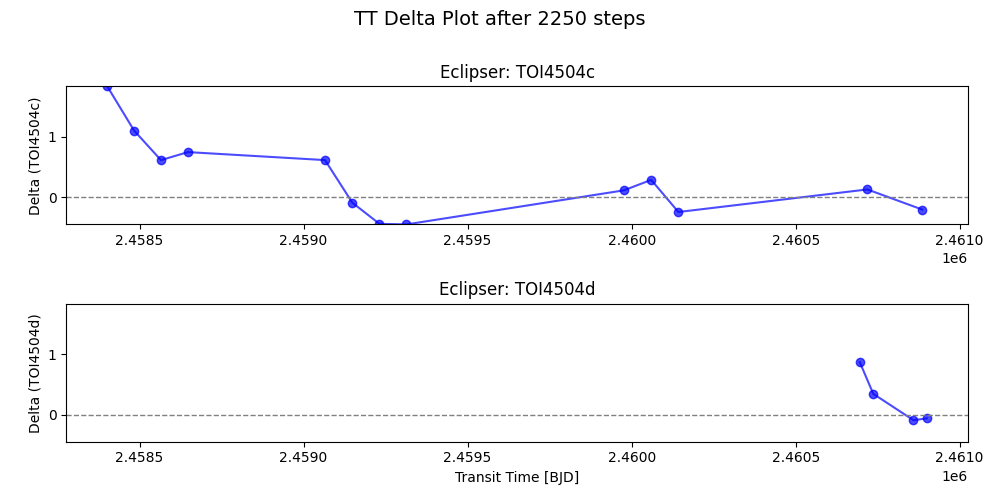 TT Delta Plot after 2250 steps
Eclipser: TOI4504c
Delta (TOI4504c)
1
0
2.4585 2.4590 2.4595 2.4600 2.4605 2.4610
1e6
Eclipser: TOI4504d
Delta (TOI4504d)
1
0
2.4585 2.4590 2.4595 2.4600 2.4605 2.4610
1e6
Transit Time [BJD]